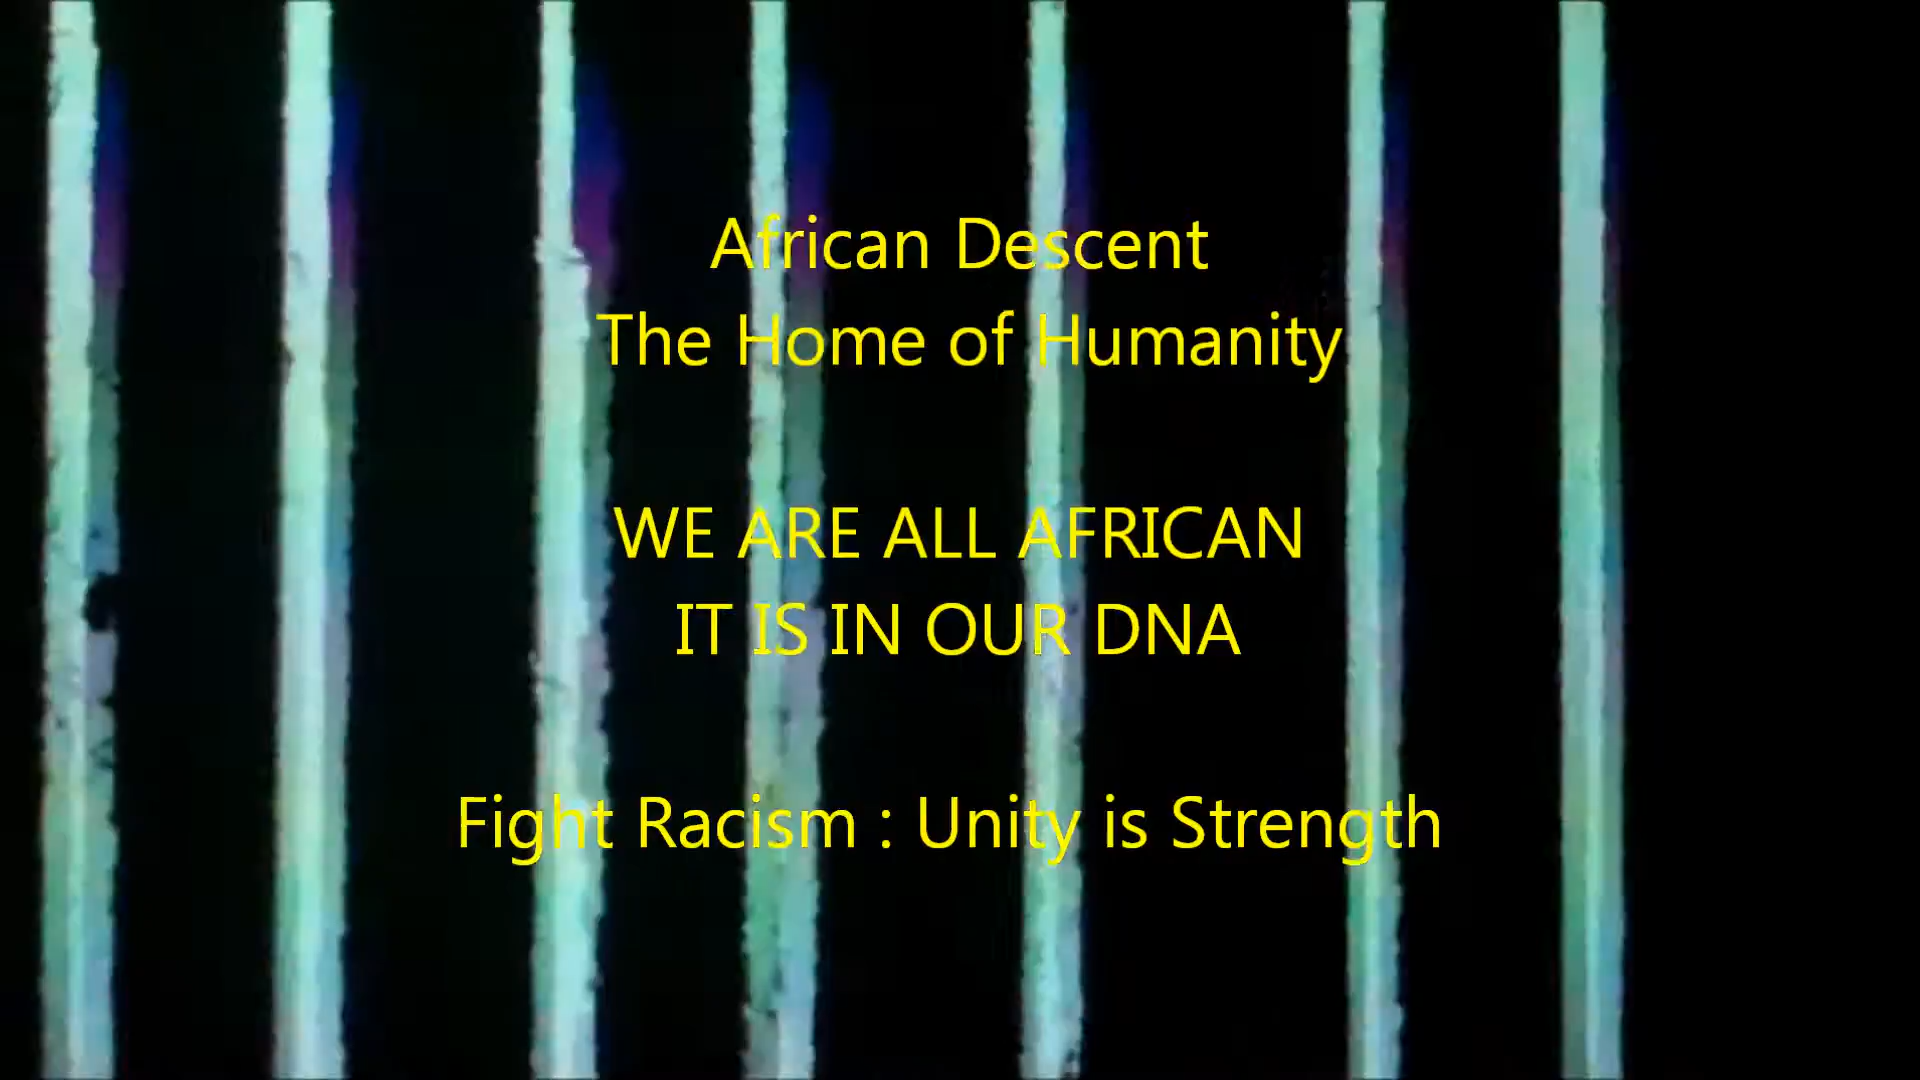 African Descent
The Home of Humanity
WE ARE ALL AFRICAN
IT IS IN OUR DNA
Fight Racism : Unity is Strength